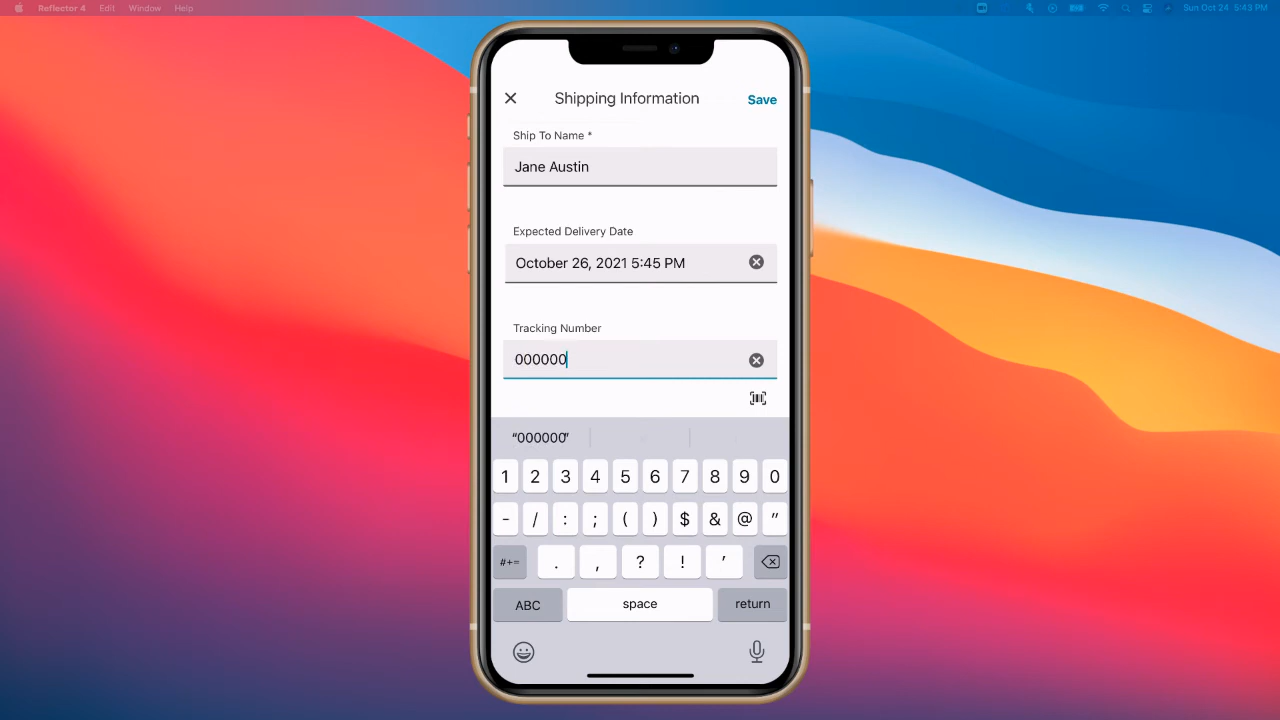 Reflector 4 Edit Window Help Sun Oct 24 5:43 PM
Shipping Information
Save
Ship To Name *
Jane Austin
Expected Delivery Date
October 26, 2021 5:45 PM
Tracking Number
000000
“000000”
1 2 3 4 5 6 7 8 9 0
- / : ; ( ) $ & @ "
#+= . , ? ! '
ABC space return